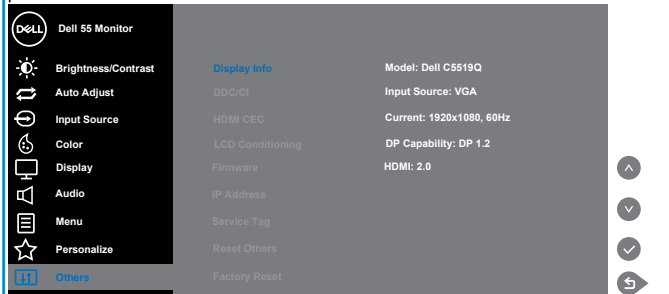 DELL Dell 55 Monitor
Brightness/Contrast Display Info Model: Dell C5519Q
Auto Adjust DDC/CI Input Source: VGA
Input Source HDMI CEC Current: 1920x1080, 60Hz
Color LCD Conditioning DP Capability: DP 1.2
Display Firmware HDMI: 2.0
Audio IP Address
Menu Service Tag
Personalize Reset Others
Others Factory Reset